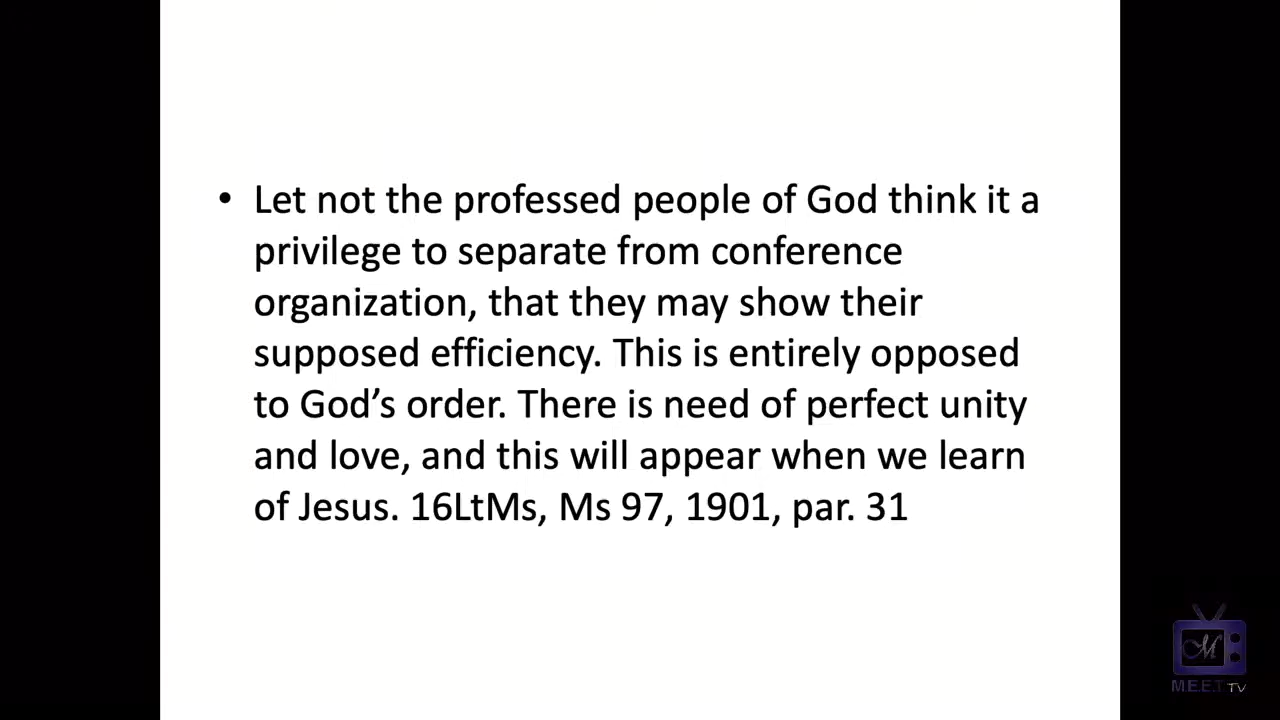 • Let not the professed people of God think it a
privilege to separate from conference
organization, that they may show their
supposed efficiency. This is entirely opposed
to God’s order. There is need of perfect unity
and love, and this will appear when we learn
of Jesus. 16LtMs, Ms 97, 1901, par. 31
M
M.E.E.T TV